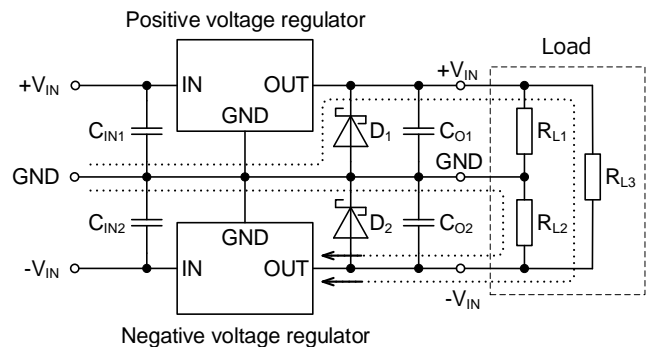 Positive voltage regulator
Load
+VIN
IN
OUT
+VIN
GND
CIN1
D1
CO1
RL1
GND
GND
RL3
CIN2
D2
CO2
RL2
GND
-VIN
IN
OUT
-VIN
Negative voltage regulator